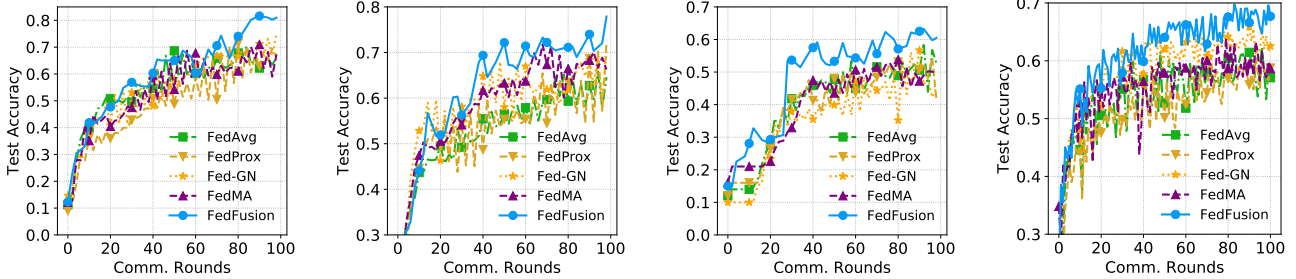 Test Accuracy
0.8
0.7
0.6
0.5
0.4
0.3
0.2
0.1
0.0
0 20 40 60 80 100
Comm. Rounds
FedAvg
FedProx
Fed-GN
FedMA
FedFusion
Test Accuracy
0.8
0.7
0.6
0.5
0.4
0.3
0 20 40 60 80 100
Comm. Rounds
FedAvg
FedProx
Fed-GN
FedMA
FedFusion
Test Accuracy
0.7
0.6
0.5
0.4
0.3
0.2
0.1
0.0
0 20 40 60 80 100
Comm. Rounds
FedAvg
FedProx
Fed-GN
FedMA
FedFusion
Test Accuracy
0.7
0.6
0.5
0.4
0.3
0 20 40 60 80 100
Comm. Rounds
FedAvg
FedProx
Fed-GN
FedMA
FedFusion